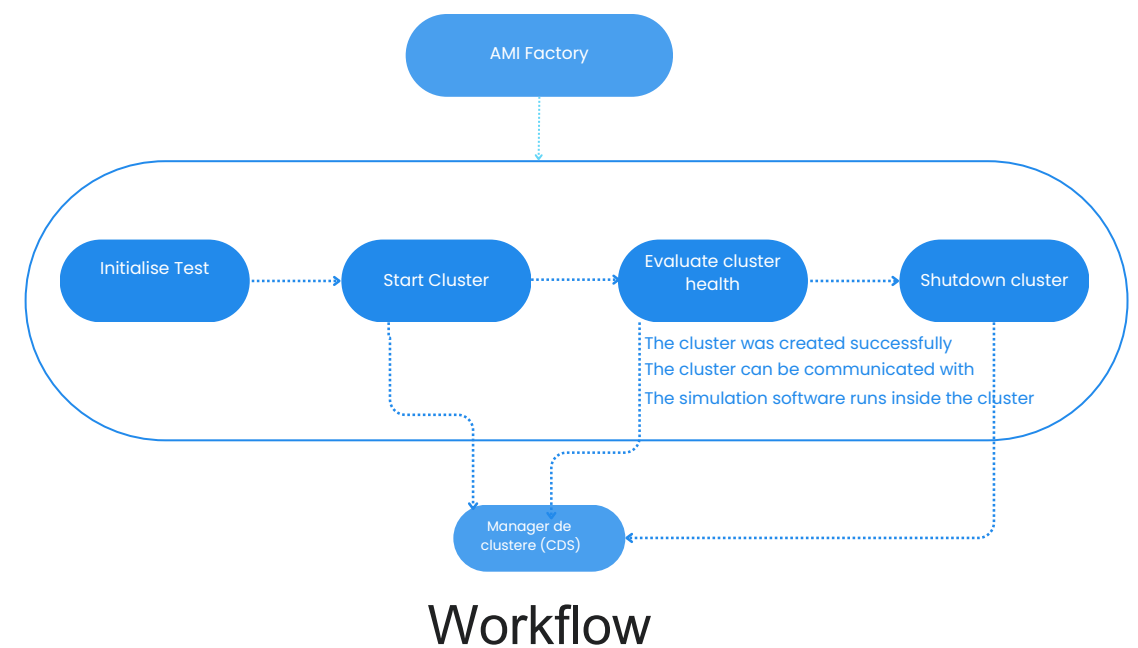 AMI Factory
Initialise Test
Start Cluster
Evaluate cluster
health
Shutdown cluster
The cluster was created successfully
The cluster can be communicated with
The simulation software runs inside the cluster
Manager de
clustere (CDS)
Workflow